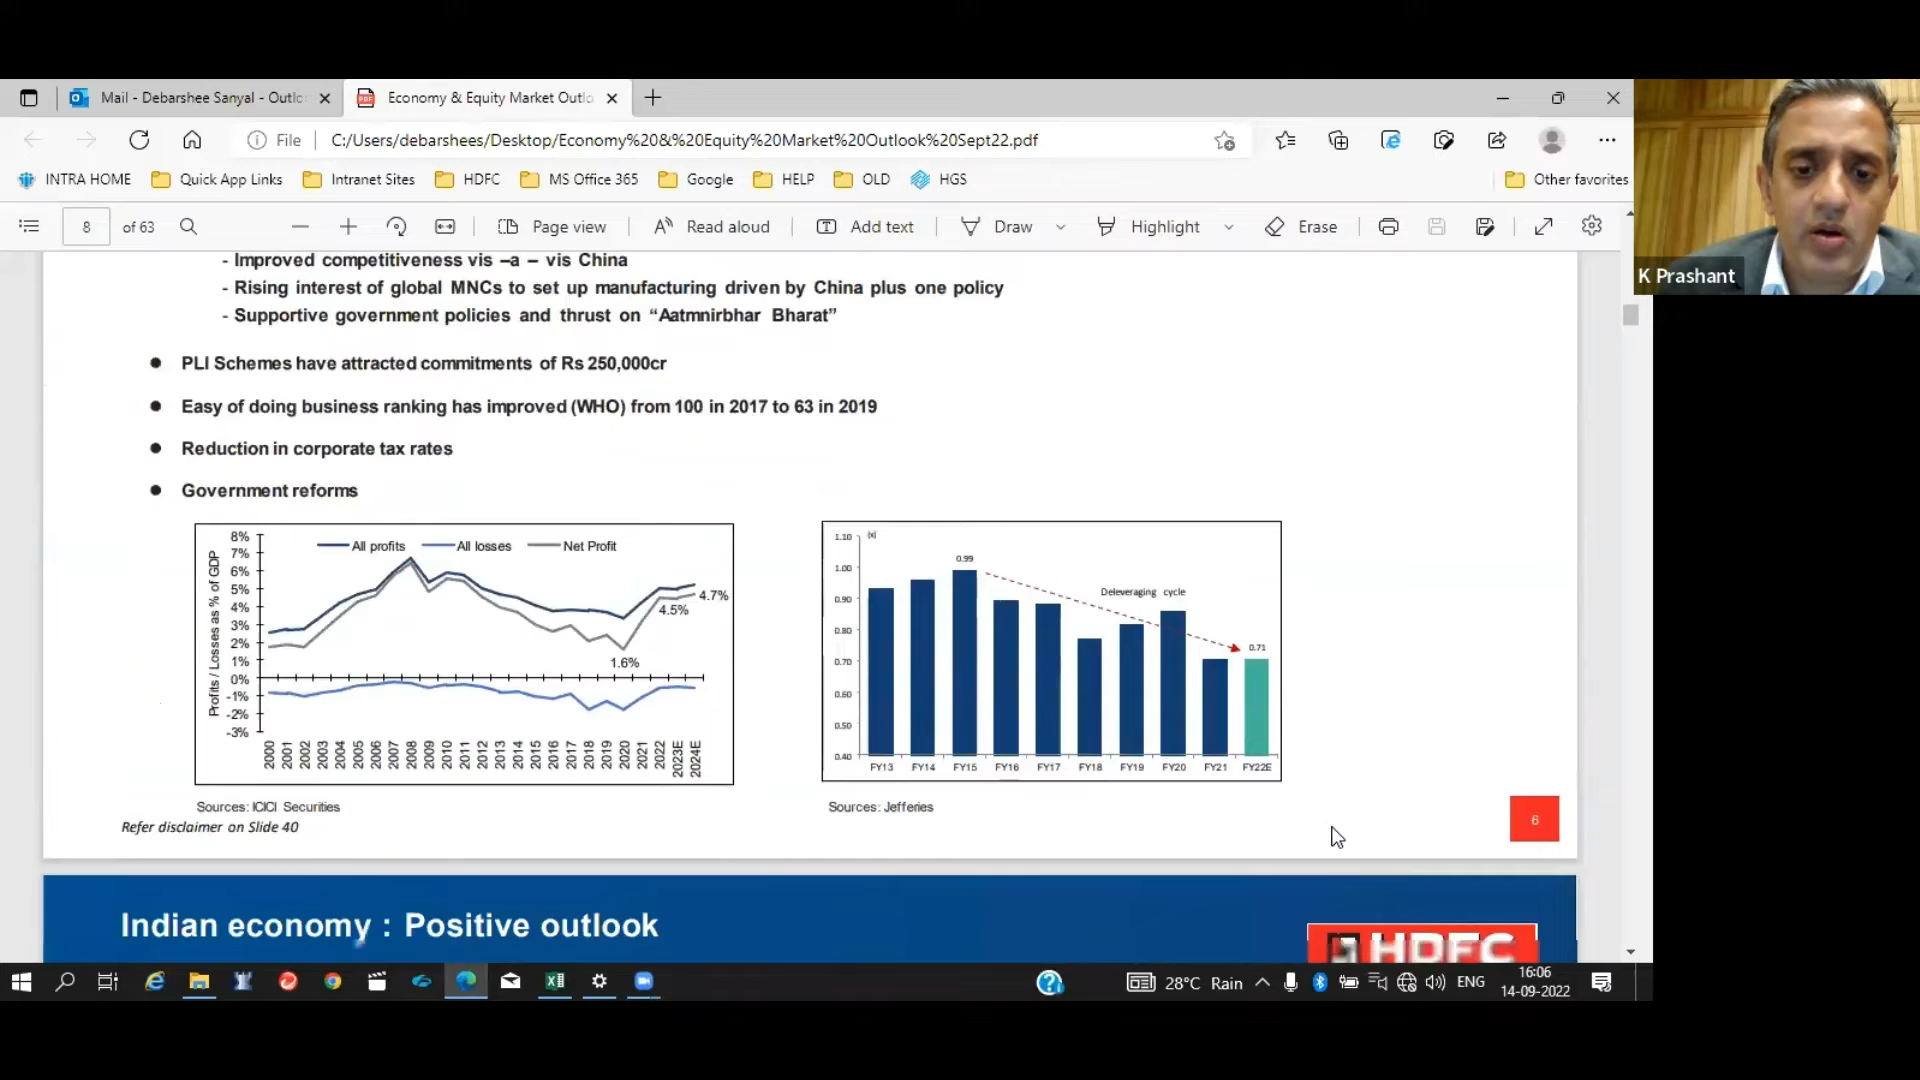 Mail - Debarshee Sanyal - Outlo
Economy & Equity Market Outlo
File
C:/Users/debarshees/Desktop/Economy%20&%20Equity%20Market%20Outlook%20Sept22.pdf
INTRA HOME
Quick App Links
Intranet Sites
HDFC
MS Office 365
Google
HELP
OLD
HGS
Other favorites
8 of 63
Page view
Read aloud
Add text
Draw
Highlight
Erase
K Prashant
- Improved competitiveness vis –a – vis China
- Rising interest of global MNCs to set up manufacturing driven by China plus one policy
- Supportive government policies and thrust on “Aatmnirbhar Bharat”
● PLI Schemes have attracted commitments of Rs 250,000cr
● Easy of doing business ranking has improved (WHO) from 100 in 2017 to 63 in 2019
● Reduction in corporate tax rates
● Government reforms
Profits / Losses as % of GDP
All profits
All losses
Net Profit
8%
7%
6%
5%
4%
3%
2%
1%
0%
-1%
-2%
-3%
4.7%
4.5%
1.6%
2000 2001 2002 2003 2004 2005 2006 2007 2008 2009 2010 2011 2012 2013 2014 2015 2016 2017 2018 2019 2020 2021 2022 2023E 2024E
Sources: ICICI Securities
(x)
1.10
1.00
0.90
0.80
0.70
0.60
0.50
0.40
0.99
Deleveraging cycle
0.71
FY13 FY14 FY15 FY16 FY17 FY18 FY19 FY20 FY21 FY22E
Sources: Jefferies
Refer disclaimer on Slide 40
6
Indian economy : Positive outlook
HDFC
28°C Rain
ENG
16:06
14-09-2022